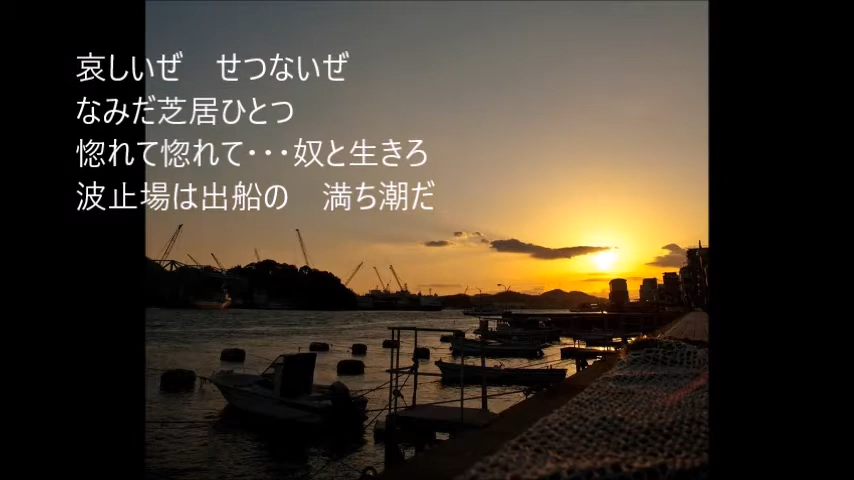 哀しいぜ　せつないぜ
なみだ芝居ひとつ
惚れて惚れて・・・奴と生きろ
波止場は出船の　満ち潮だ